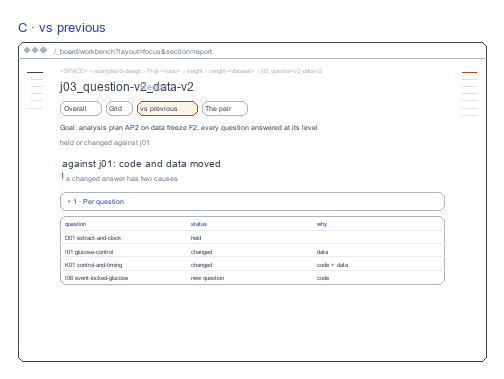 C · vs previous
/_board/workbench?layout=focus&section=report
<SPACE> › examples-5-design › Proj-<topic> › insight › insight-<dataset> › j03_question-v2_data-v2
j03_question-v2_data-v2
Overall Grid vs previous The pair
Goal: analysis plan AP2 on data freeze F2, every question answered at its level
held or changed against j01
against j01: code and data moved
! a changed answer has two causes
• 1 · Per question
question status why
D01 extract-and-clock held
I01 glucose-control changed data
K01 control-and-timing changed code + data
I06 event-locked-glucose new question code